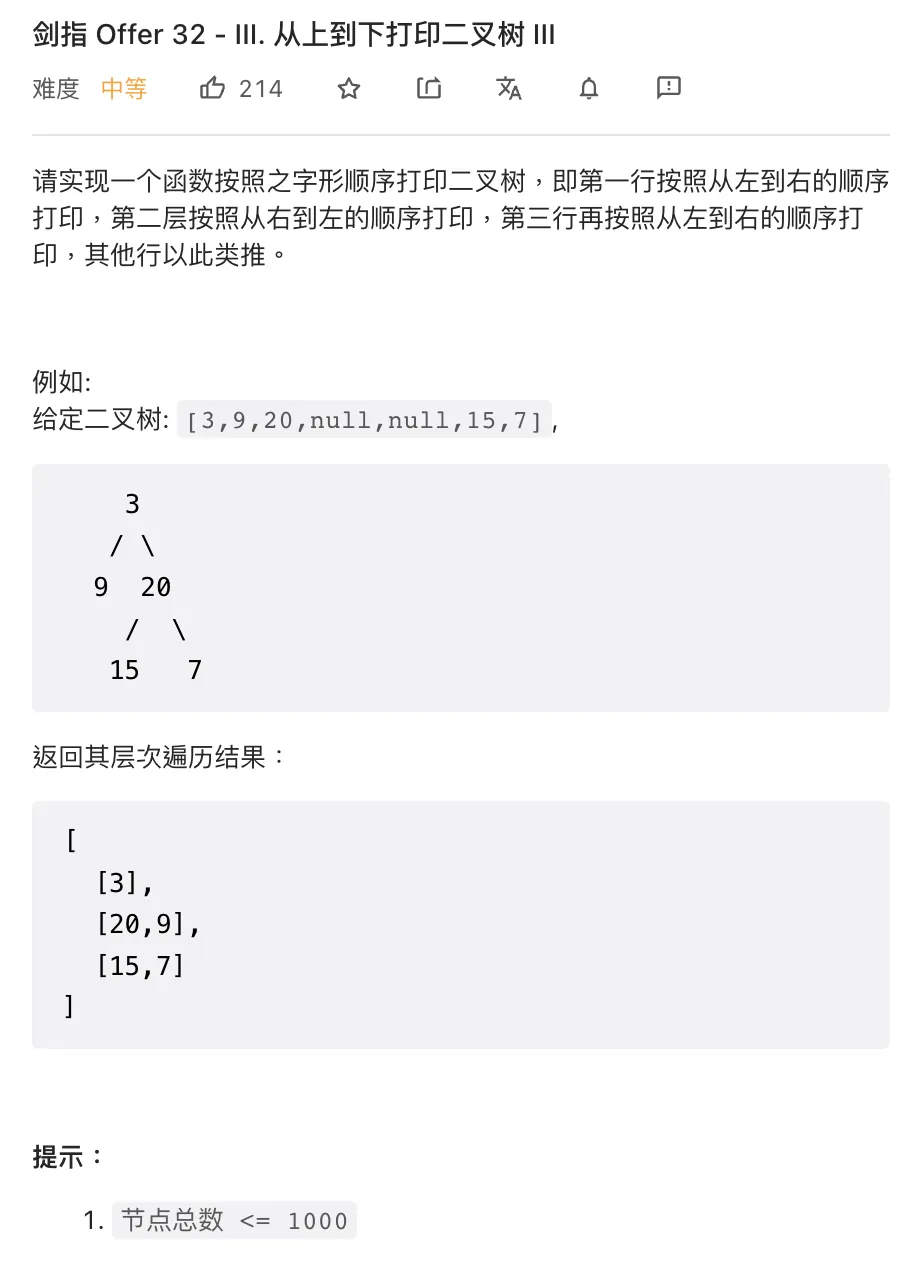 剑指 Offer 32 - III. 从上到下打印二叉树 III
难度 中等 214
请实现一个函数按照之字形顺序打印二叉树，即第一行按照从左到右的顺序
打印，第二层按照从右到左的顺序打印，第三行再按照从左到右的顺序打
印，其他行以此类推。
例如:
给定二叉树: [3,9,20,null,null,15,7],
3
/ \
9 20
/ \
15 7
返回其层次遍历结果：
[
[3],
[20,9],
[15,7]
]
提示：
1. 节点总数 <= 1000